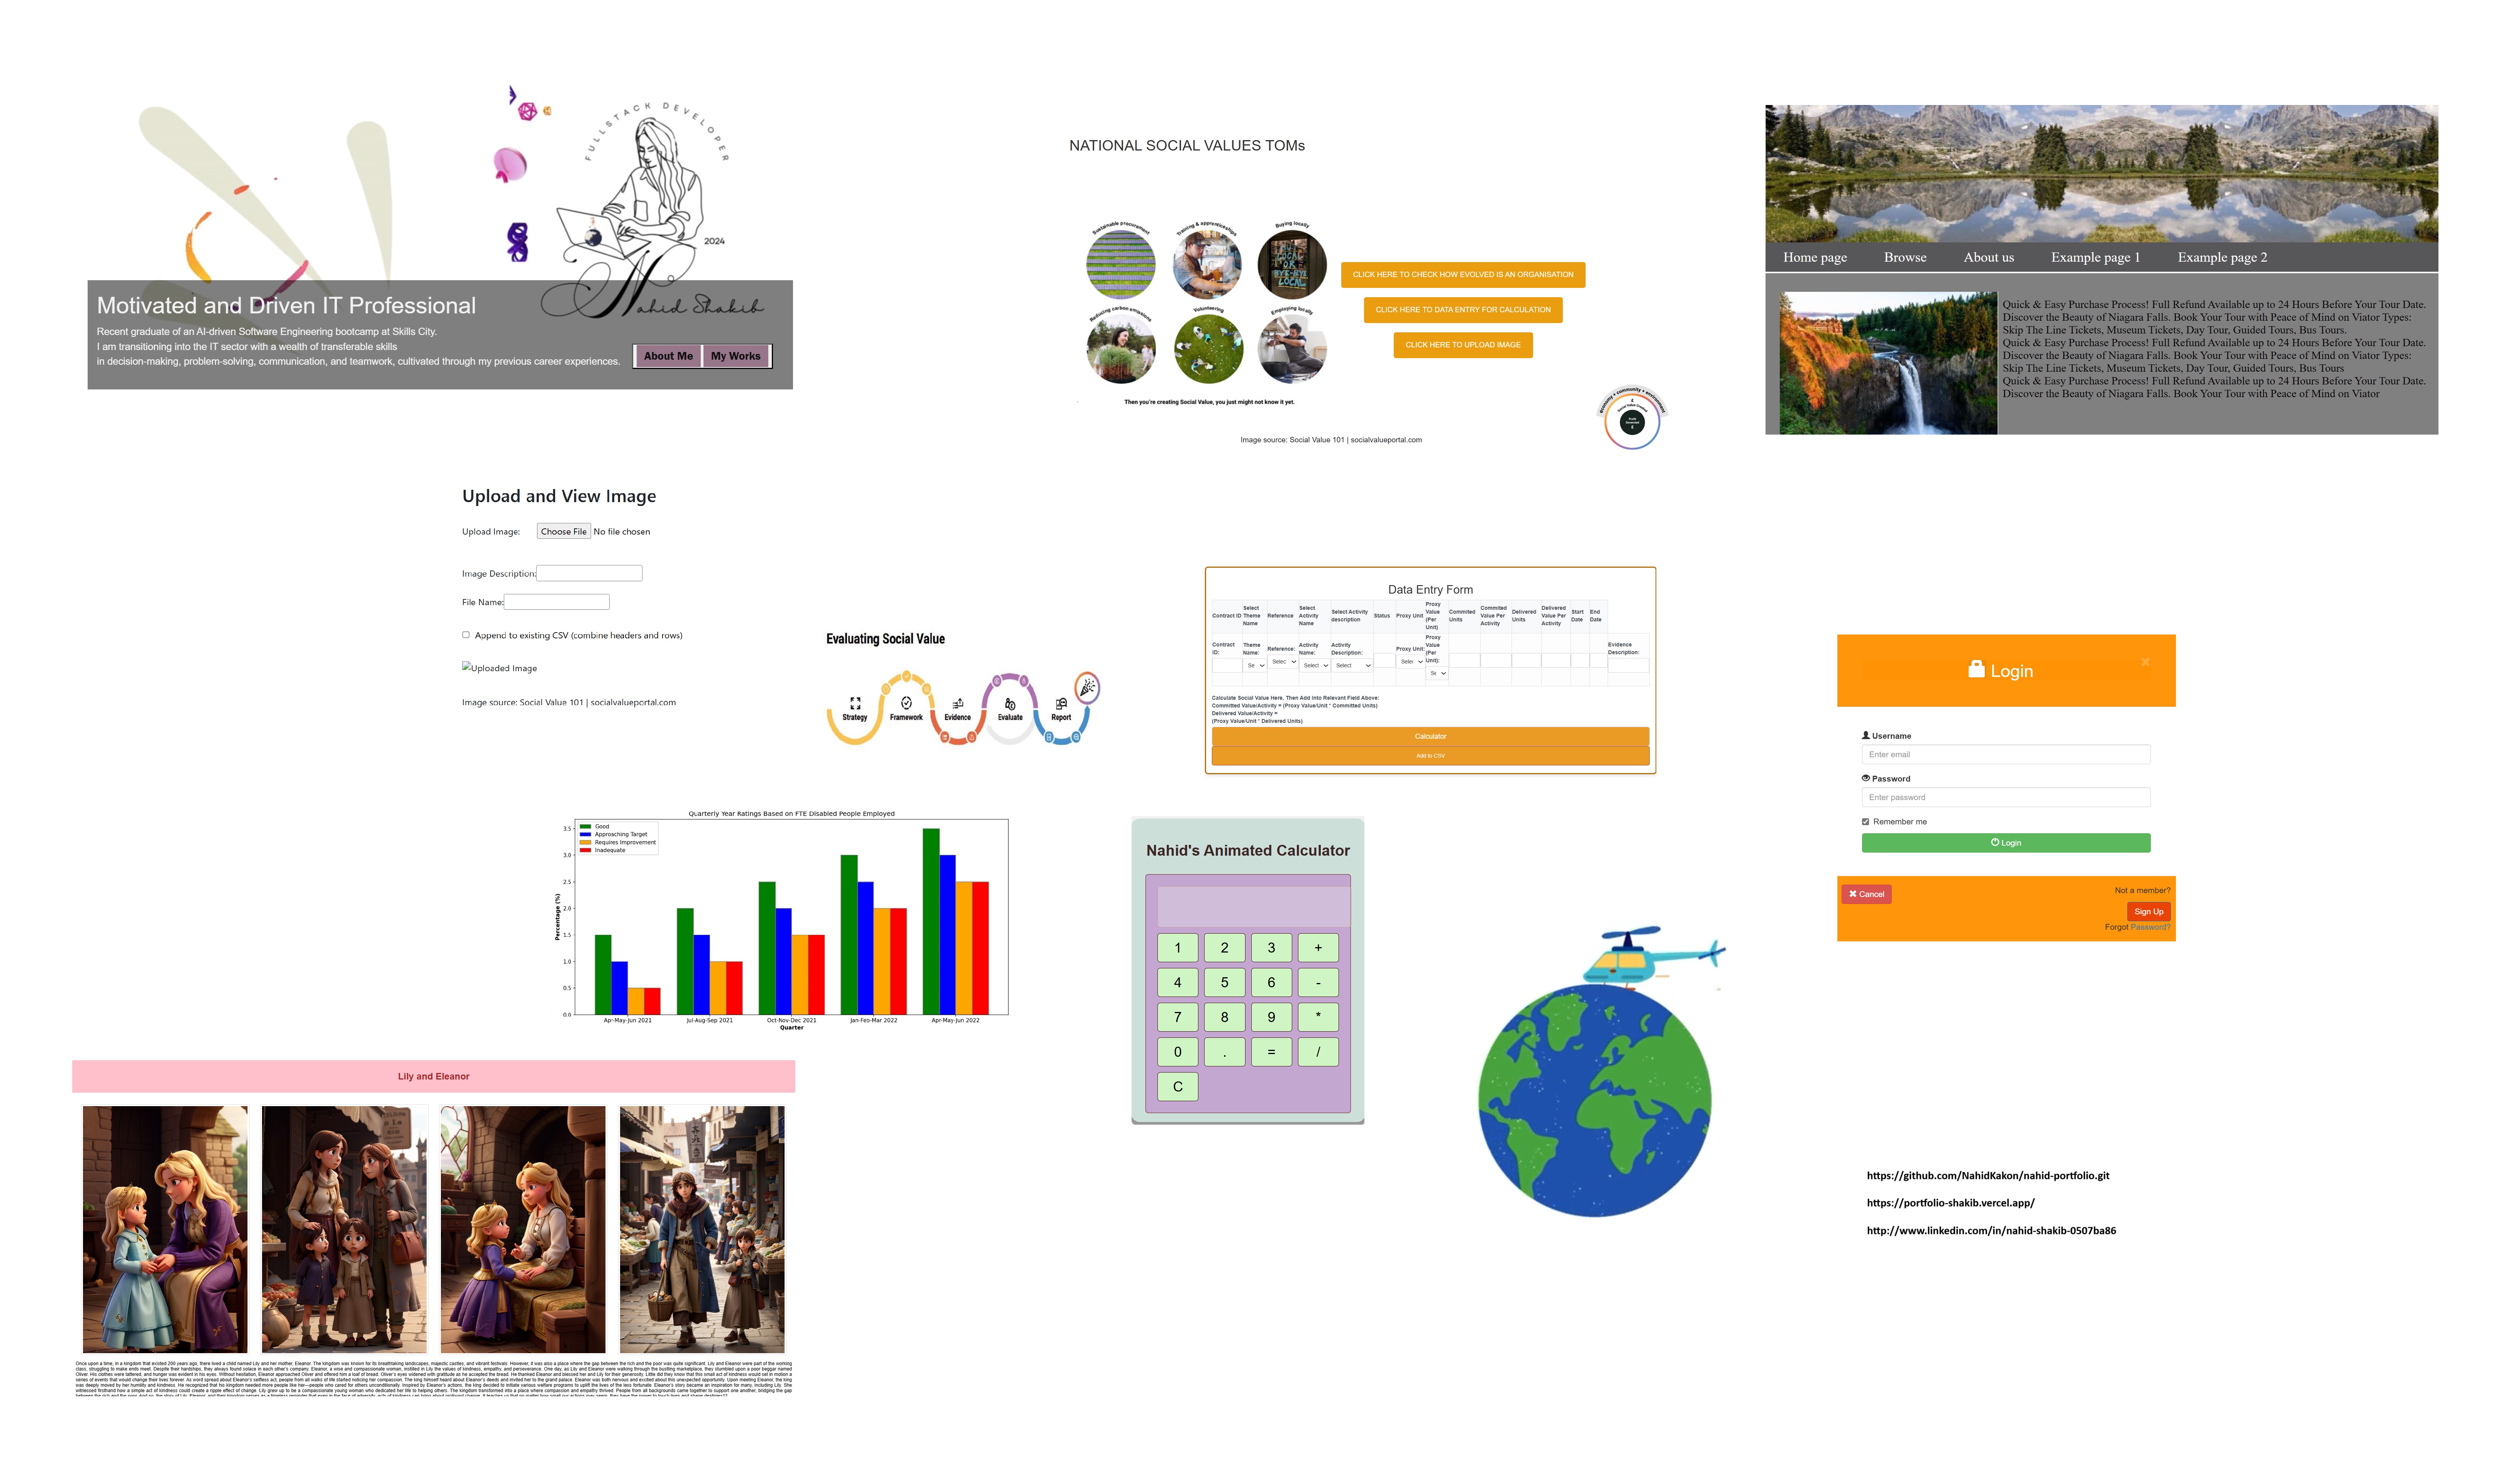 FULLSTACK DEVELOPER
2024
Nahid Shakib
Motivated and Driven IT Professional
Recent graduate of an AI-driven Software Engineering bootcamp at Skills City.
I am transitioning into the IT sector with a wealth of transferable skills
in decision-making, problem-solving, communication, and teamwork, cultivated through my previous career experiences.
About Me
My Works
NATIONAL SOCIAL VALUES TOMs
Sustainable procurement
Training & apprenticeships
Buying locally
Reducing carbon emissions
Volunteering
Employing locally
Then you're creating Social Value, you just might not know it yet.
CLICK HERE TO CHECK HOW EVOLVED IS AN ORGANISATION
CLICK HERE TO DATA ENTRY FOR CALCULATION
CLICK HERE TO UPLOAD IMAGE
economy + community + environment
Social Value Created
Image source: Social Value 101 | socialvalueportal.com
Home page Browse About us Example page 1 Example page 2
Quick & Easy Purchase Process! Full Refund Available up to 24 Hours Before Your Tour Date.
Discover the Beauty of Niagara Falls. Book Your Tour with Peace of Mind on Viator Types:
Skip The Line Tickets, Museum Tickets, Day Tour, Guided Tours, Bus Tours.
Quick & Easy Purchase Process! Full Refund Available up to 24 Hours Before Your Tour Date.
Discover the Beauty of Niagara Falls. Book Your Tour with Peace of Mind on Viator Types:
Skip The Line Tickets, Museum Tickets, Day Tour, Guided Tours, Bus Tours
Quick & Easy Purchase Process! Full Refund Available up to 24 Hours Before Your Tour Date.
Discover the Beauty of Niagara Falls. Book Your Tour with Peace of Mind on Viator
Upload and View Image
Upload Image: Choose File No file chosen
Image Description:
File Name:
Append to existing CSV (combine headers and rows)
Uploaded Image
Image source: Social Value 101 | socialvalueportal.com
Evaluating Social Value
Strategy Framework Evidence Evaluate Report
Data Entry Form
Contract ID
Select Theme Name
Reference
Select Activity Name
Select Activity description
Status
Proxy Unit
Proxy Value (Per Unit)
Commited Units
Commited Value Per Activity
Delivered Units
Delivered Value Per Activity
Start Date
End Date
Contract ID:
Theme Name:
Se
Reference:
Selec
Activity Name:
Select
Activity Description:
Select
Proxy Unit:
Selec
Proxy Value (Per Unit):
Se
Evidence Description:
Calculate Social Value Here, Then Add Into Relevant Field Above:
Committed Value/Activity = (Proxy Value/Unit * Committed Units)
Delivered Value/Activity =
(Proxy Value/Unit * Delivered Units)
Calculator
Add to CSV
Login
Username
Enter email
Password
Enter password
Remember me
Login
Cancel
Not a member?
Sign Up
Forgot Password?
Quarterly Year Ratings Based on FTE Disabled People Employed
Good
Approaching Target
Requires Improvement
Inadequate
Percentage (%)
3.5
3.0
2.5
2.0
1.5
1.0
0.5
0.0
Apr-May-Jun 2021 Jul-Aug-Sep 2021 Oct-Nov-Dec 2021 Jan-Feb-Mar 2022 Apr-May-Jun 2022
Quarter
Nahid's Animated Calculator
1 2 3 +
4 5 6 -
7 8 9 *
0 . = /
C
Lily and Eleanor
https://github.com/NahidKakon/nahid-portfolio.git
https://portfolio-shakib.vercel.app/
http://www.linkedin.com/in/nahid-shakib-0507ba86